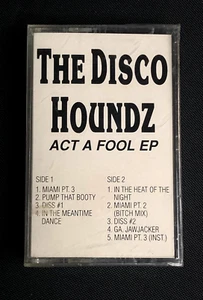 THE DISCO
HOUNDZ
ACT A FOOL EP
SIDE 1
1. MIAMI PT. 3
2. PUMP THAT BOOTY
3. DISS #1
4. IN THE MEANTIME
DANCE
SIDE 2
1. IN THE HEAT OF THE
NIGHT
2. MIAMI PT. 2
(BITCH MIX)
3. DISS #2
4. GA. JAWJACKER
5. MIAMI PT. 3 (INST.)